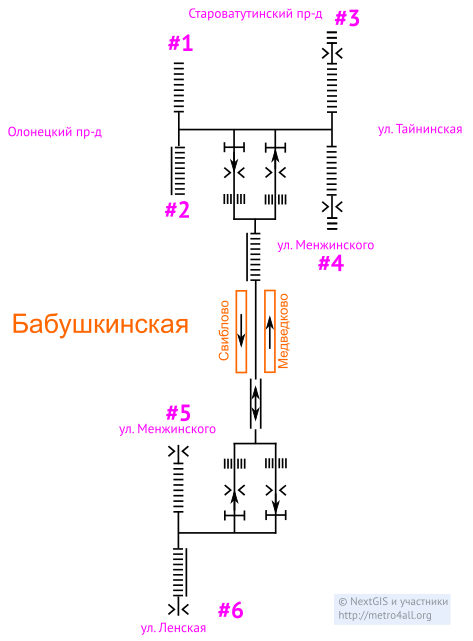 Староватутинский пр-д
#1
#3
Олонецкий пр-д
ул. Тайнинская
#2
ул. Менжинского
#4
Бабушкинская
Свиблово
Медведково
#5
ул. Менжинского
#6
ул. Ленская
© NextGIS и участники
http://metro4all.org